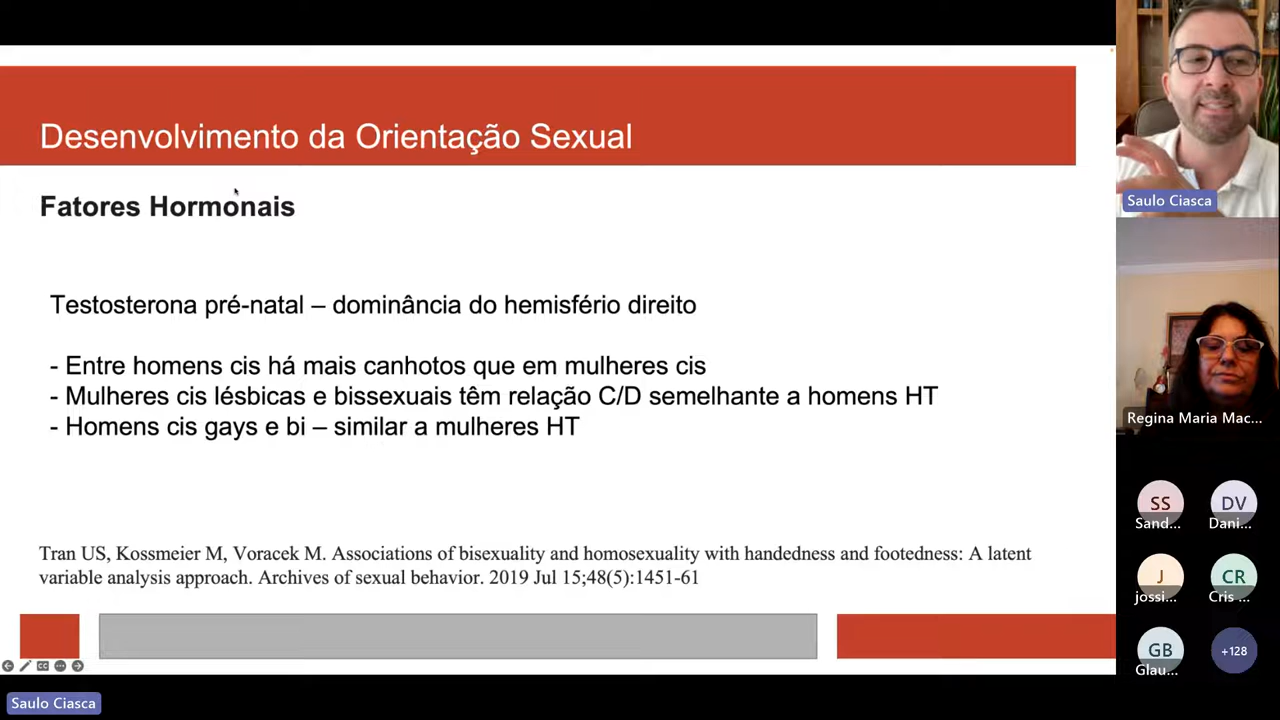 Desenvolvimento da Orientação Sexual
Fatores Hormonais
Testosterona pré-natal – dominância do hemisfério direito
- Entre homens cis há mais canhotos que em mulheres cis
- Mulheres cis lésbicas e bissexuais têm relação C/D semelhante a homens HT
- Homens cis gays e bi – similar a mulheres HT
Tran US, Kossmeier M, Voracek M. Associations of bisexuality and homosexuality with handedness and footedness: A latent
variable analysis approach. Archives of sexual behavior. 2019 Jul 15;48(5):1451-61
Saulo Ciasca
Regina Maria Mac...
SS
Sand...
DV
Dani...
J
jossi...
CR
Cris ...
GB
Glau...
+128
CC
Saulo Ciasca